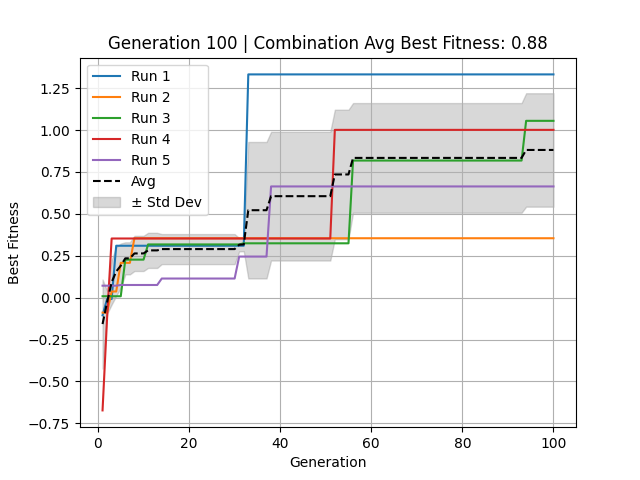 Generation 100 | Combination Avg Best Fitness: 0.88
Run 1
Run 2
Run 3
Run 4
Run 5
Avg
± Std Dev
Best Fitness
1.25
1.00
0.75
0.50
0.25
0.00
−0.25
−0.50
−0.75
0
20
40
60
80
100
Generation